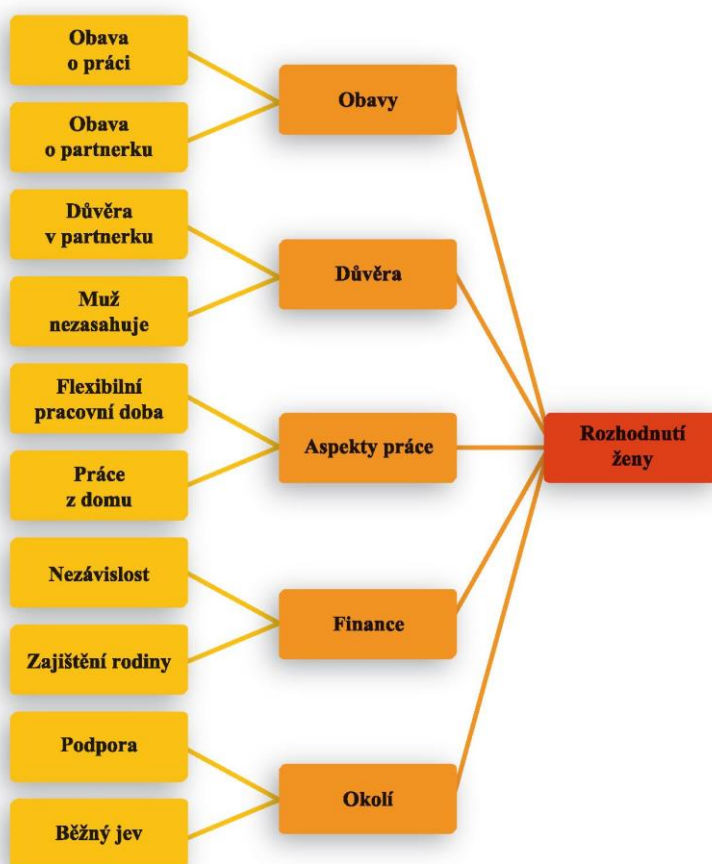 Obava
o práci
Obava
o partnerku
Obavy
Důvěra
v partnerku
Muž
nezasahuje
Důvěra
Flexibilní
pracovní doba
Práce
z domu
Aspekty práce
Nezávislost
Zajištění rodiny
Finance
Podpora
Běžný jev
Okolí
Rozhodnutí
ženy